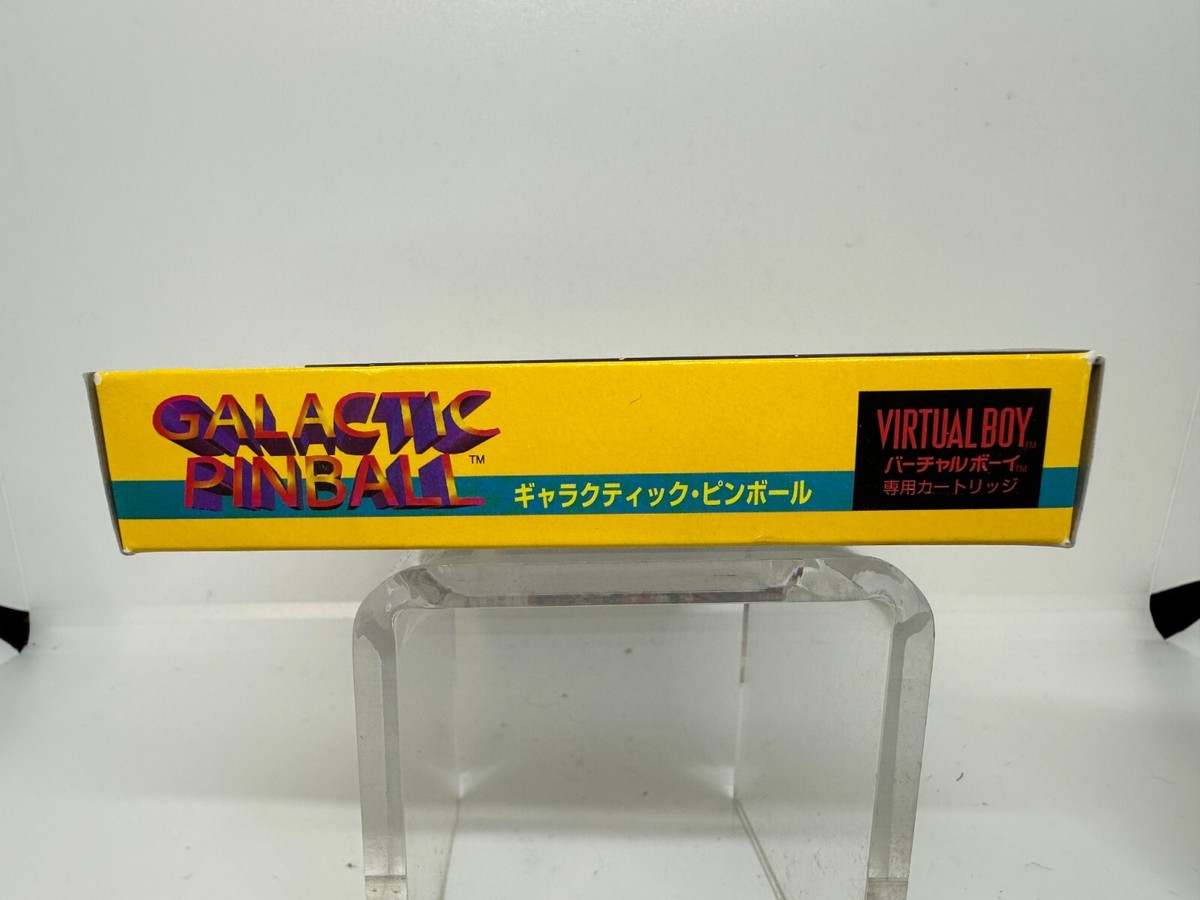 GALACTIC
PINBALL™
ギャラクティック・ピンボール
VIRTUAL BOY™
バーチャルボーイ™
専用カートリッジ